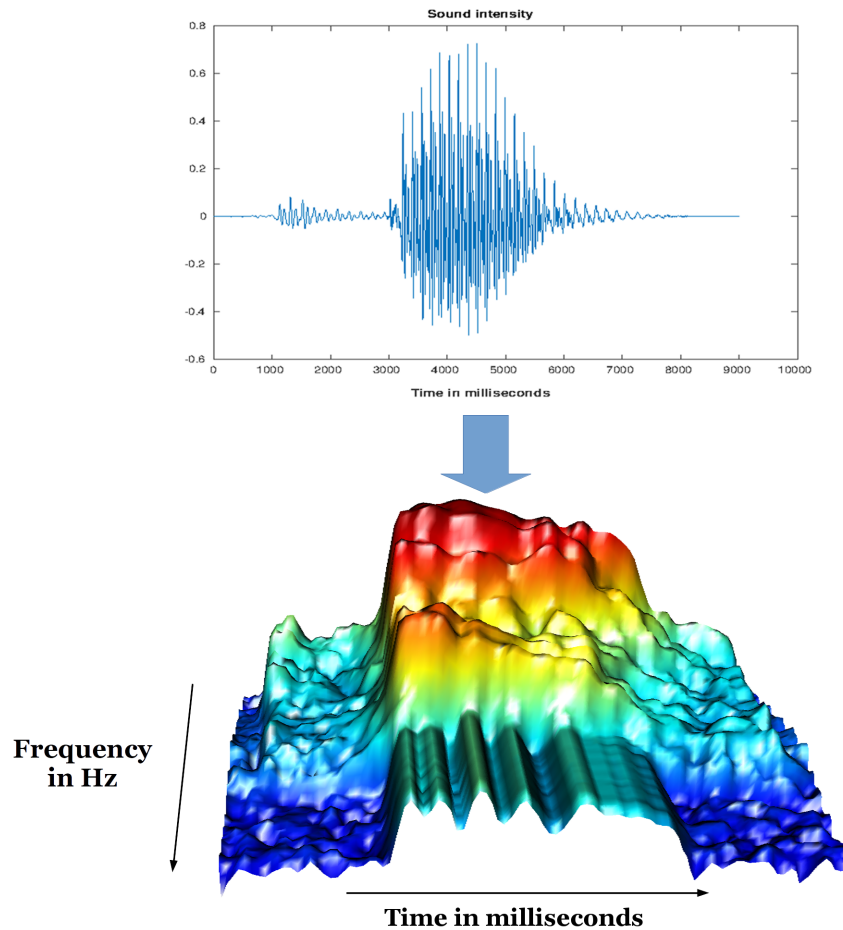 Sound intensity
0.8
0.6
0.4
0.2
0
-0.2
-0.4
-0.6
0 1000 2000 3000 4000 5000 6000 7000 8000 9000 10000
Time in milliseconds
Frequency
in Hz
Time in milliseconds